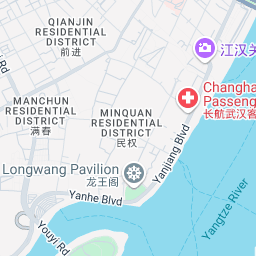 QIANJIN
RESIDENTIAL
DISTRICT
前进
江汉关
Rd
Changha
Passeng
长航武汉客
MANCHUN
RESIDENTIAL
DISTRICT
满春
MINQUAN
RESIDENTIAL
DISTRICT
民权
Yanjiang Blvd
Longwang Pavilion
龙王阁
Yanhe Blvd
Yangtze River
Youyi Rd